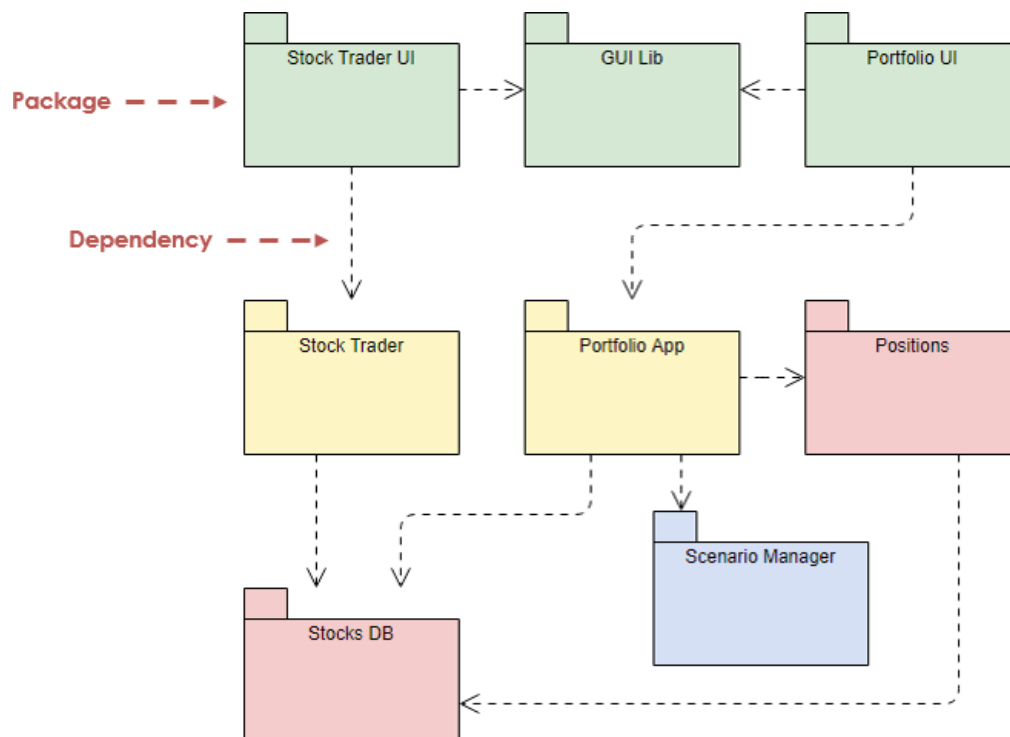 Stock Trader UI
GUI Lib
Portfolio UI
Package
Dependency
Stock Trader
Portfolio App
Positions
Scenario Manager
Stocks DB